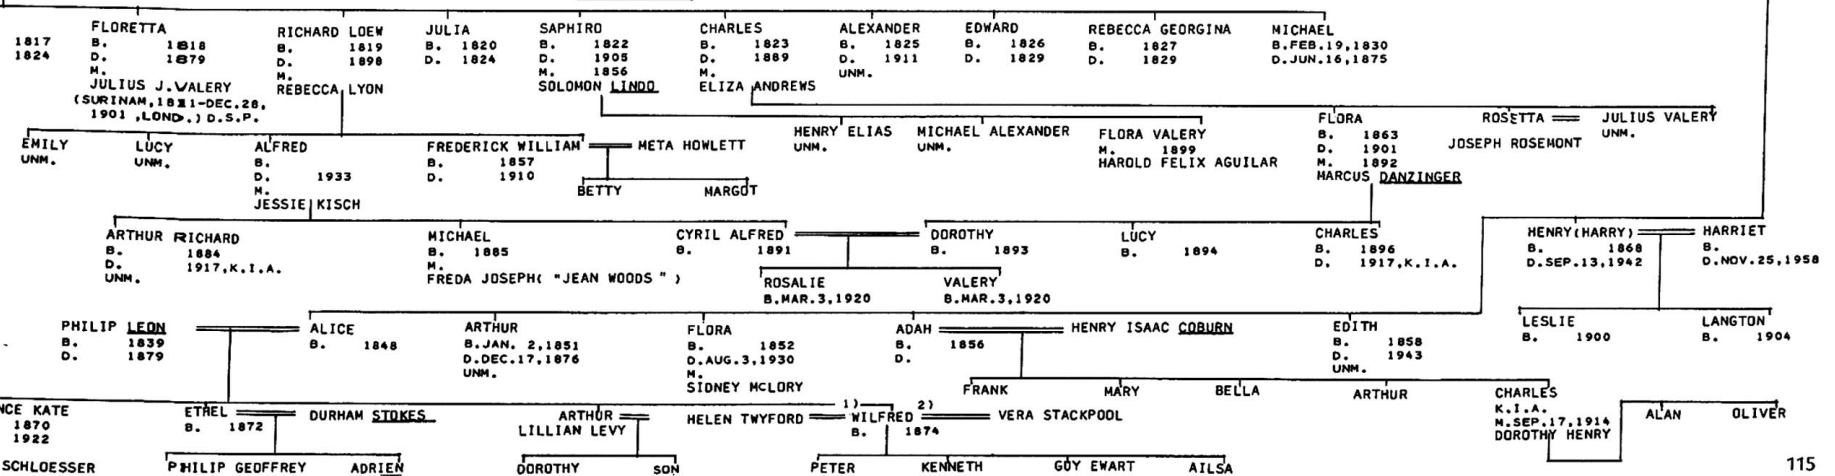 1817
1824
FLORETTA
B. 1818
D. 1879
M.
JULIUS J.VALERY
(SURINAM,1811-DEC.28,
1901 ,LOND.) D.S.P.
RICHARD LOEW
B. 1819
D. 1898
M.
REBECCA LYON
JULIA
B. 1820
D. 1824
SAPHIRO
B. 1822
D. 1905
M. 1856
SOLOMON LINDO
CHARLES
B. 1823
D. 1889
M.
ELIZA ANDREWS
ALEXANDER
B. 1825
D. 1911
UNM.
EDWARD
B. 1826
D. 1829
REBECCA GEORGINA
B. 1827
D. 1829
MICHAEL
B.FEB.19,1830
D.JUN.16,1875
EMILY
UNM.
LUCY
UNM.
ALFRED
B.
D. 1933
M.
JESSIE KISCH
FREDERICK WILLIAM
B. 1857
D. 1910
META HOWLETT
BETTY
MARGOT
HENRY ELIAS
UNM.
MICHAEL ALEXANDER
UNM.
FLORA VALERY
M. 1899
HAROLD FELIX AGUILAR
FLORA
B. 1863
D. 1901
M. 1892
MARCUS DANZINGER
ROSETTA
JOSEPH ROSEMONT
JULIUS VALERY
UNM.
ARTHUR RICHARD
B. 1884
D. 1917,K.I.A.
UNM.
MICHAEL
B. 1885
M.
FREDA JOSEPH( "JEAN WOODS " )
CYRIL ALFRED
B. 1891
DOROTHY
B. 1893
LUCY
B. 1894
CHARLES
B. 1896
D. 1917,K.I.A.
HENRY(HARRY)
B. 1868
D.SEP.13,1942
HARRIET
B.
D.NOV.25,1958
ROSALIE
B.MAR.3,1920
VALERY
B.MAR.3,1920
LESLIE
B. 1900
LANGTON
B. 1904
PHILIP LEON
B. 1839
D. 1879
ALICE
B. 1848
ARTHUR
B.JAN. 2,1851
D.DEC.17,1876
UNM.
FLORA
B. 1852
D.AUG.3,1930
M.
SIDNEY MCLORY
ADAH
B. 1856
D.
HENRY ISAAC COBURN
EDITH
B. 1858
D. 1943
UNM.
FRANK
MARY
BELLA
ARTHUR
CHARLES
K.I.A.
M.SEP.17,1914
DOROTHY HENRY
ALAN
OLIVER
NCE KATE
1870
1922
SCHLOESSER
ETHEL
B. 1872
DURHAM STOKES
ARTHUR
LILLIAN LEVY
HELEN TWYFORD
1)
WILFRED
B. 1874
2)
VERA STACKPOOL
PHILIP GEOFFREY
ADRIEN
DOROTHY
SON
PETER
KENNETH
GUY EWART
AILSA
115